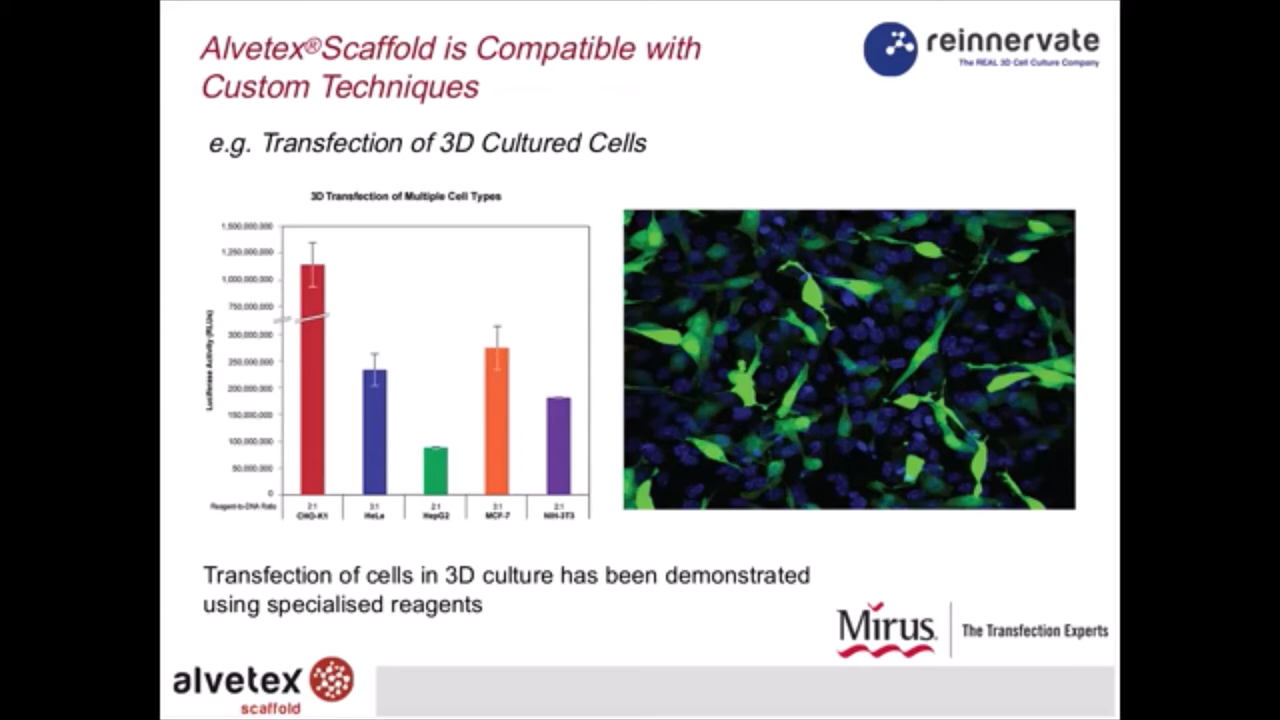 Alvetex®Scaffold is Compatible with
Custom Techniques
reinnervate
The REAL 3D Cell Culture Company
e.g. Transfection of 3D Cultured Cells
3D Transfection of Multiple Cell Types
Luciferase Activity (RLUs)
1,500,000,000
1,250,000,000
1,000,000,000
750,000,000
300,000,000
250,000,000
200,000,000
150,000,000
100,000,000
50,000,000
0
Reagent-to-DNA Ratio 2:1 3:1 2:1 3:1 2:1
CHO-K1 HeLa HepG2 MCF-7 NIH-3T3
Transfection of cells in 3D culture has been demonstrated
using specialised reagents
Mirus. The Transfection Experts
alvetex
scaffold